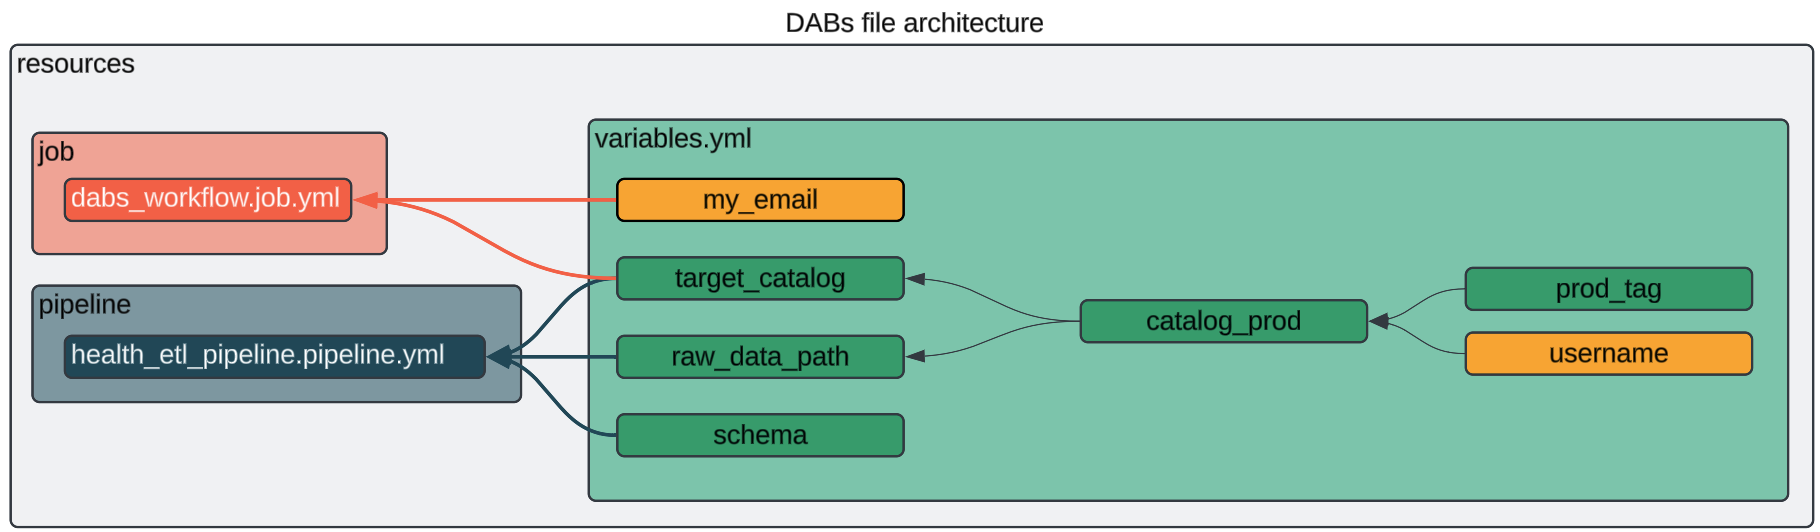 DABs file architecture
resources
job
dabs_workflow.job.yml
pipeline
health_etl_pipeline.pipeline.yml
variables.yml
my_email
target_catalog
raw_data_path
schema
catalog_prod
prod_tag
username